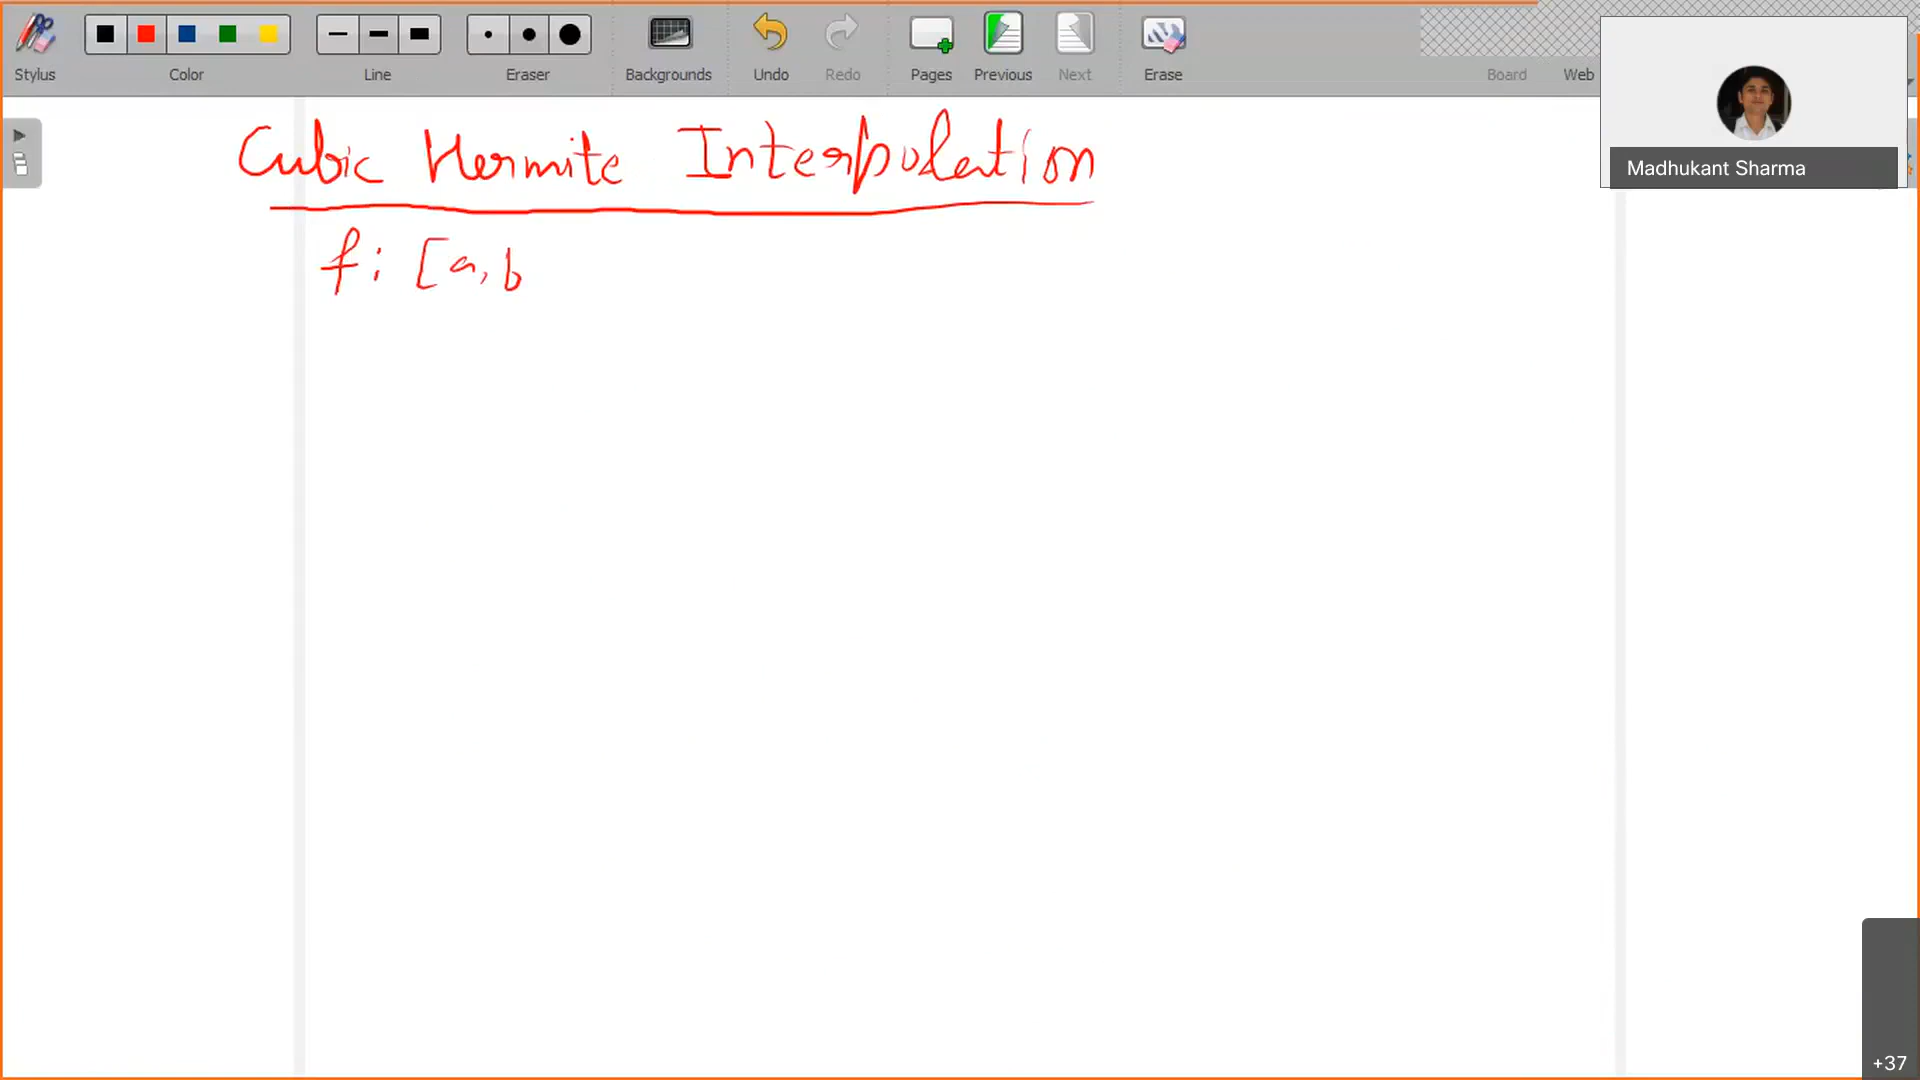 Stylus Color Line Eraser Backgrounds Undo Redo Pages Previous Next Erase Board Web
Madhukant Sharma
Cubic Hermite Interpolation
f: [a, b
+37